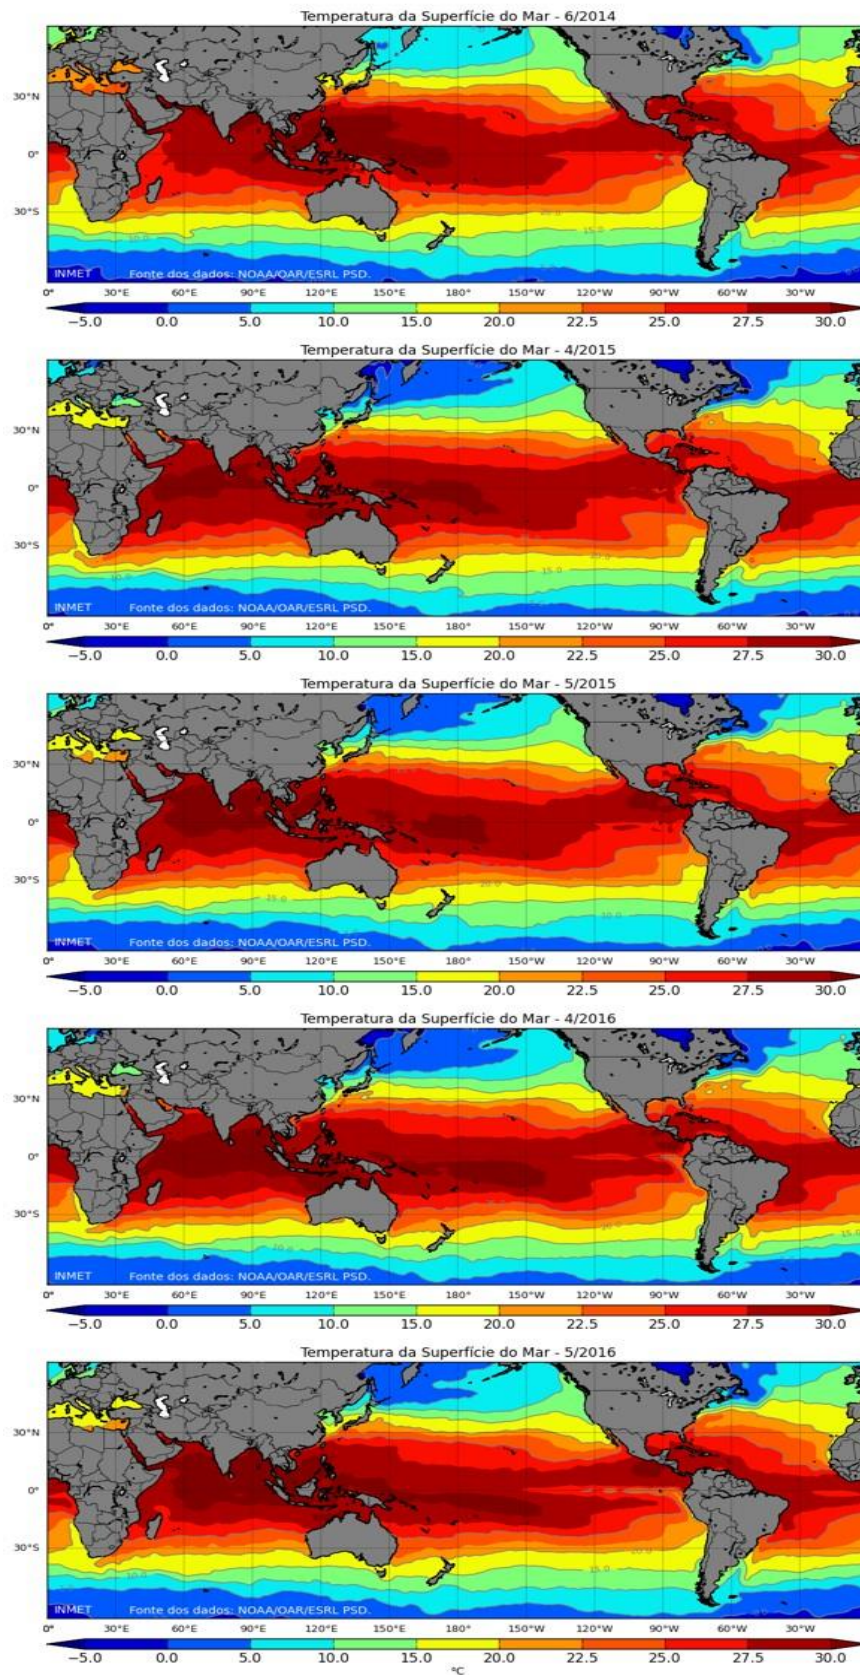 Temperatura da Superfície do Mar - 6/2014
30°N
0°
30°S
INMET Fonte dos dados: NOAA/OAR/ESRL PSD.
0° 30°E 60°E 90°E 120°E 150°E 180° 150°W 120°W 90°W 60°W 30°W
−5.0 0.0 5.0 10.0 15.0 20.0 22.5 25.0 27.5 30.0
Temperatura da Superfície do Mar - 4/2015
30°N
0°
30°S
INMET Fonte dos dados: NOAA/OAR/ESRL PSD.
0° 30°E 60°E 90°E 120°E 150°E 180° 150°W 120°W 90°W 60°W 30°W
−5.0 0.0 5.0 10.0 15.0 20.0 22.5 25.0 27.5 30.0
Temperatura da Superfície do Mar - 5/2015
30°N
0°
30°S
INMET Fonte dos dados: NOAA/OAR/ESRL PSD.
0° 30°E 60°E 90°E 120°E 150°E 180° 150°W 120°W 90°W 60°W 30°W
−5.0 0.0 5.0 10.0 15.0 20.0 22.5 25.0 27.5 30.0
Temperatura da Superfície do Mar - 4/2016
30°N
0°
30°S
INMET Fonte dos dados: NOAA/OAR/ESRL PSD.
0° 30°E 60°E 90°E 120°E 150°E 180° 150°W 120°W 90°W 60°W 30°W
−5.0 0.0 5.0 10.0 15.0 20.0 22.5 25.0 27.5 30.0
Temperatura da Superfície do Mar - 5/2016
30°N
0°
30°S
INMET Fonte dos dados: NOAA/OAR/ESRL PSD.
0° 30°E 60°E 90°E 120°E 150°E 180° 150°W 120°W 90°W 60°W 30°W
−5.0 0.0 5.0 10.0 15.0 20.0 22.5 25.0 27.5 30.0
°C